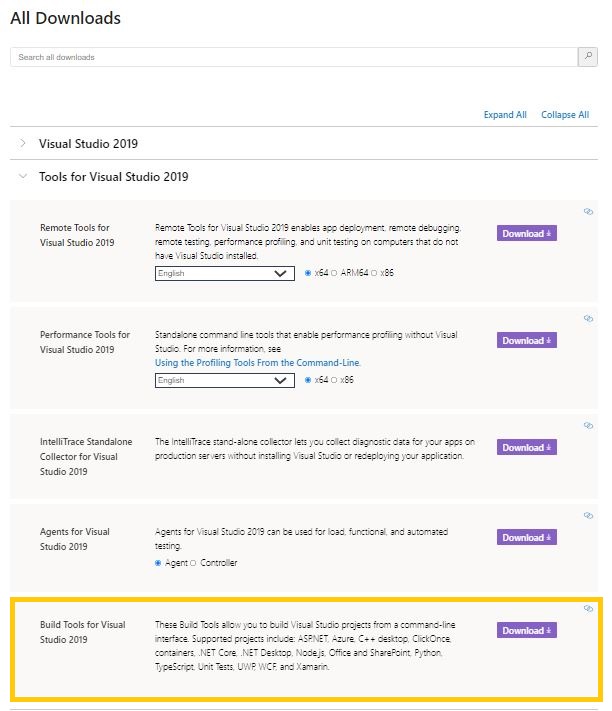 All Downloads
Search all downloads
Expand All Collapse All
Visual Studio 2019
Tools for Visual Studio 2019
Remote Tools for
Visual Studio 2019
Remote Tools for Visual Studio 2019 enables app deployment, remote debugging,
remote testing, performance profiling, and unit testing on computers that do not
have Visual Studio installed.
English x64 ARM64 x86
Download
Performance Tools for
Visual Studio 2019
Standalone command line tools that enable performance profiling without Visual
Studio. For more information, see
Using the Profiling Tools From the Command-Line.
English x64 x86
Download
IntelliTrace Standalone
Collector for Visual
Studio 2019
The IntelliTrace stand-alone collector lets you collect diagnostic data for your apps on
production servers without installing Visual Studio or redeploying your application.
Download
Agents for Visual
Studio 2019
Agents for Visual Studio 2019 can be used for load, functional, and automated
testing.
Agent Controller
Download
Build Tools for Visual
Studio 2019
These Build Tools allow you to build Visual Studio projects from a command-line
interface. Supported projects include: ASP.NET, Azure, C++ desktop, ClickOnce,
containers, .NET Core, .NET Desktop, Node.js, Office and SharePoint, Python,
TypeScript, Unit Tests, UWP, WCF, and Xamarin.
Download